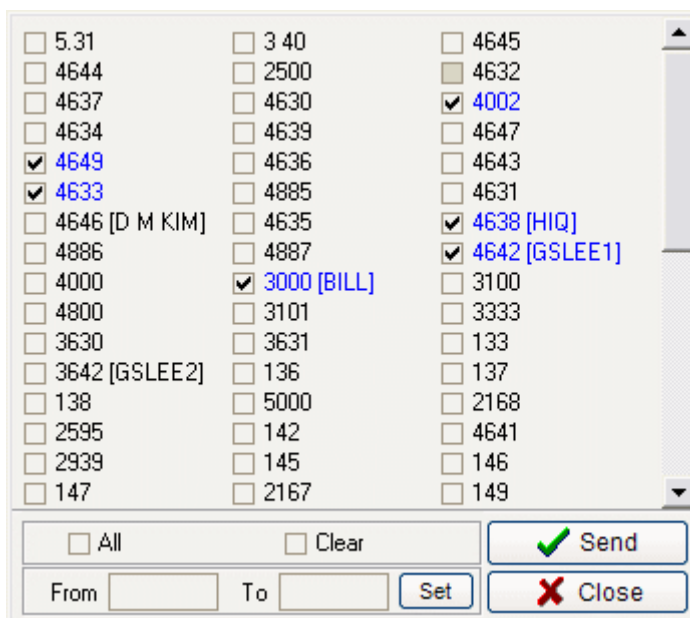 5.31 3 40 4645
4644 2500 4632
4637 4630 4002
4634 4639 4647
4649 4636 4643
4633 4885 4631
4646 [D M KIM] 4635 4638 [HIQ]
4886 4887 4642 [GSLEE1]
4000 3000 [BILL] 3100
4800 3101 3333
3630 3631 133
3642 [GSLEE2] 136 137
138 5000 2168
2595 142 4641
2939 145 146
147 2167 149
All Clear Send
From To Set Close